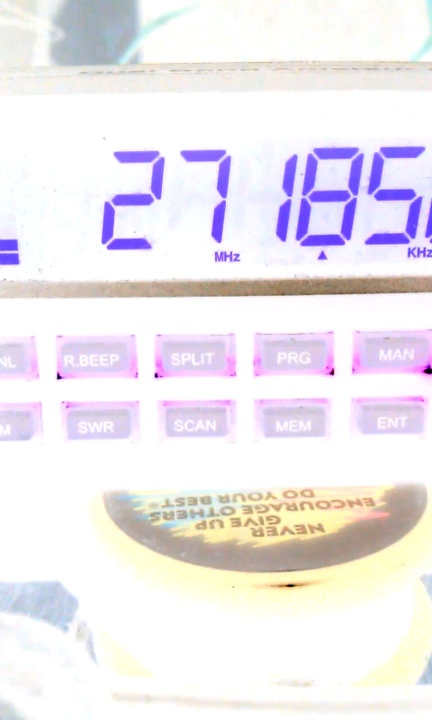 27 185
MHz KHz
NL R.BEEP SPLIT PRG MAN
M SWR SCAN MEM ENT
NEVER
GIVE UP
ENCOURAGE OTHERS
DO YOUR BEST®